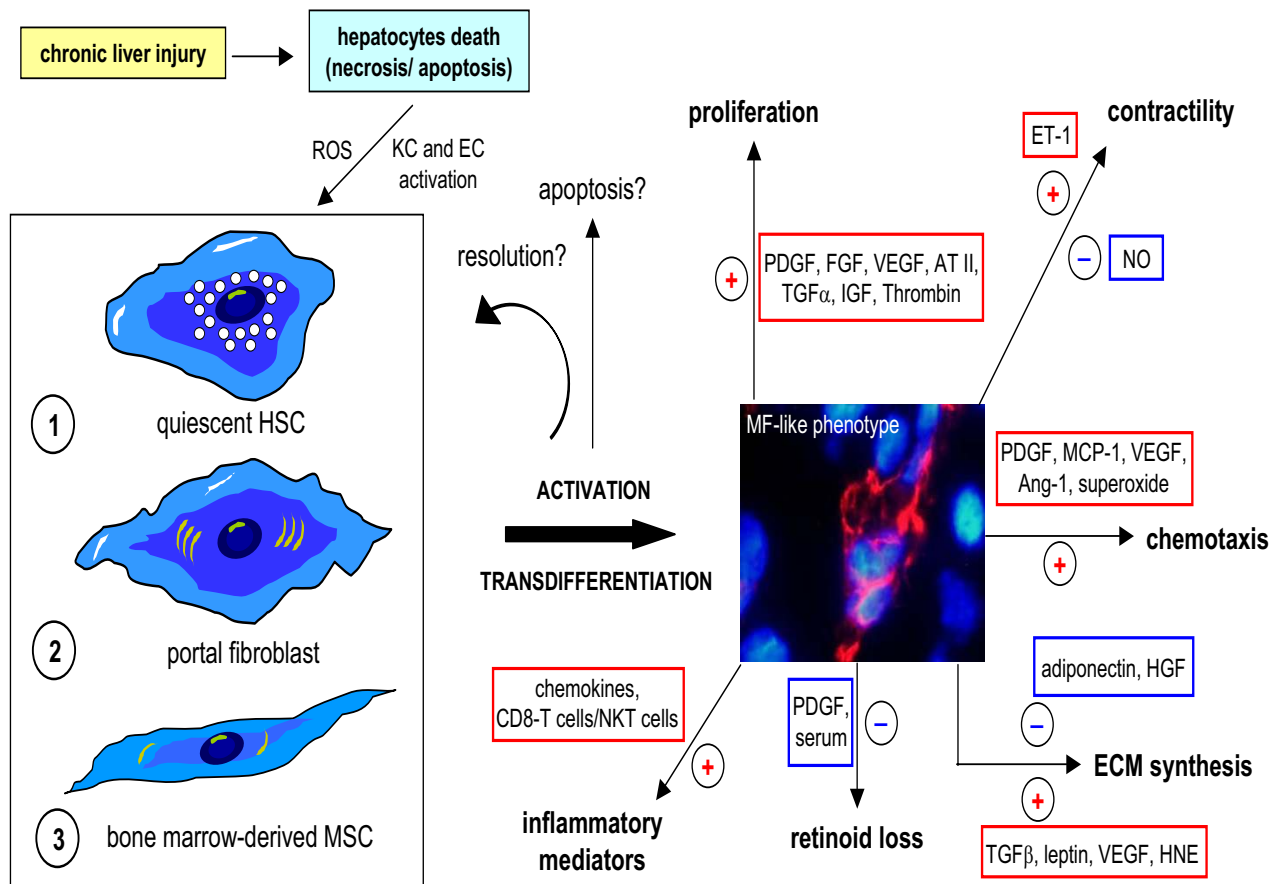 chronic liver injury
hepatocytes death
(necrosis/ apoptosis)
ROS
KC and EC
activation
1
quiescent HSC
2
portal fibroblast
3
bone marrow-derived MSC
resolution?
apoptosis?
ACTIVATION
TRANSDIFFERENTIATION
MF-like phenotype
proliferation
+
PDGF, FGF, VEGF, AT II,
TGFα, IGF, Thrombin
contractility
ET-1
+
−
NO
PDGF, MCP-1, VEGF,
Ang-1, superoxide
chemotaxis
+
adiponectin, HGF
−
ECM synthesis
+
TGFβ, leptin, VEGF, HNE
PDGF,
serum
−
retinoid loss
chemokines,
CD8-T cells/NKT cells
+
inflammatory
mediators